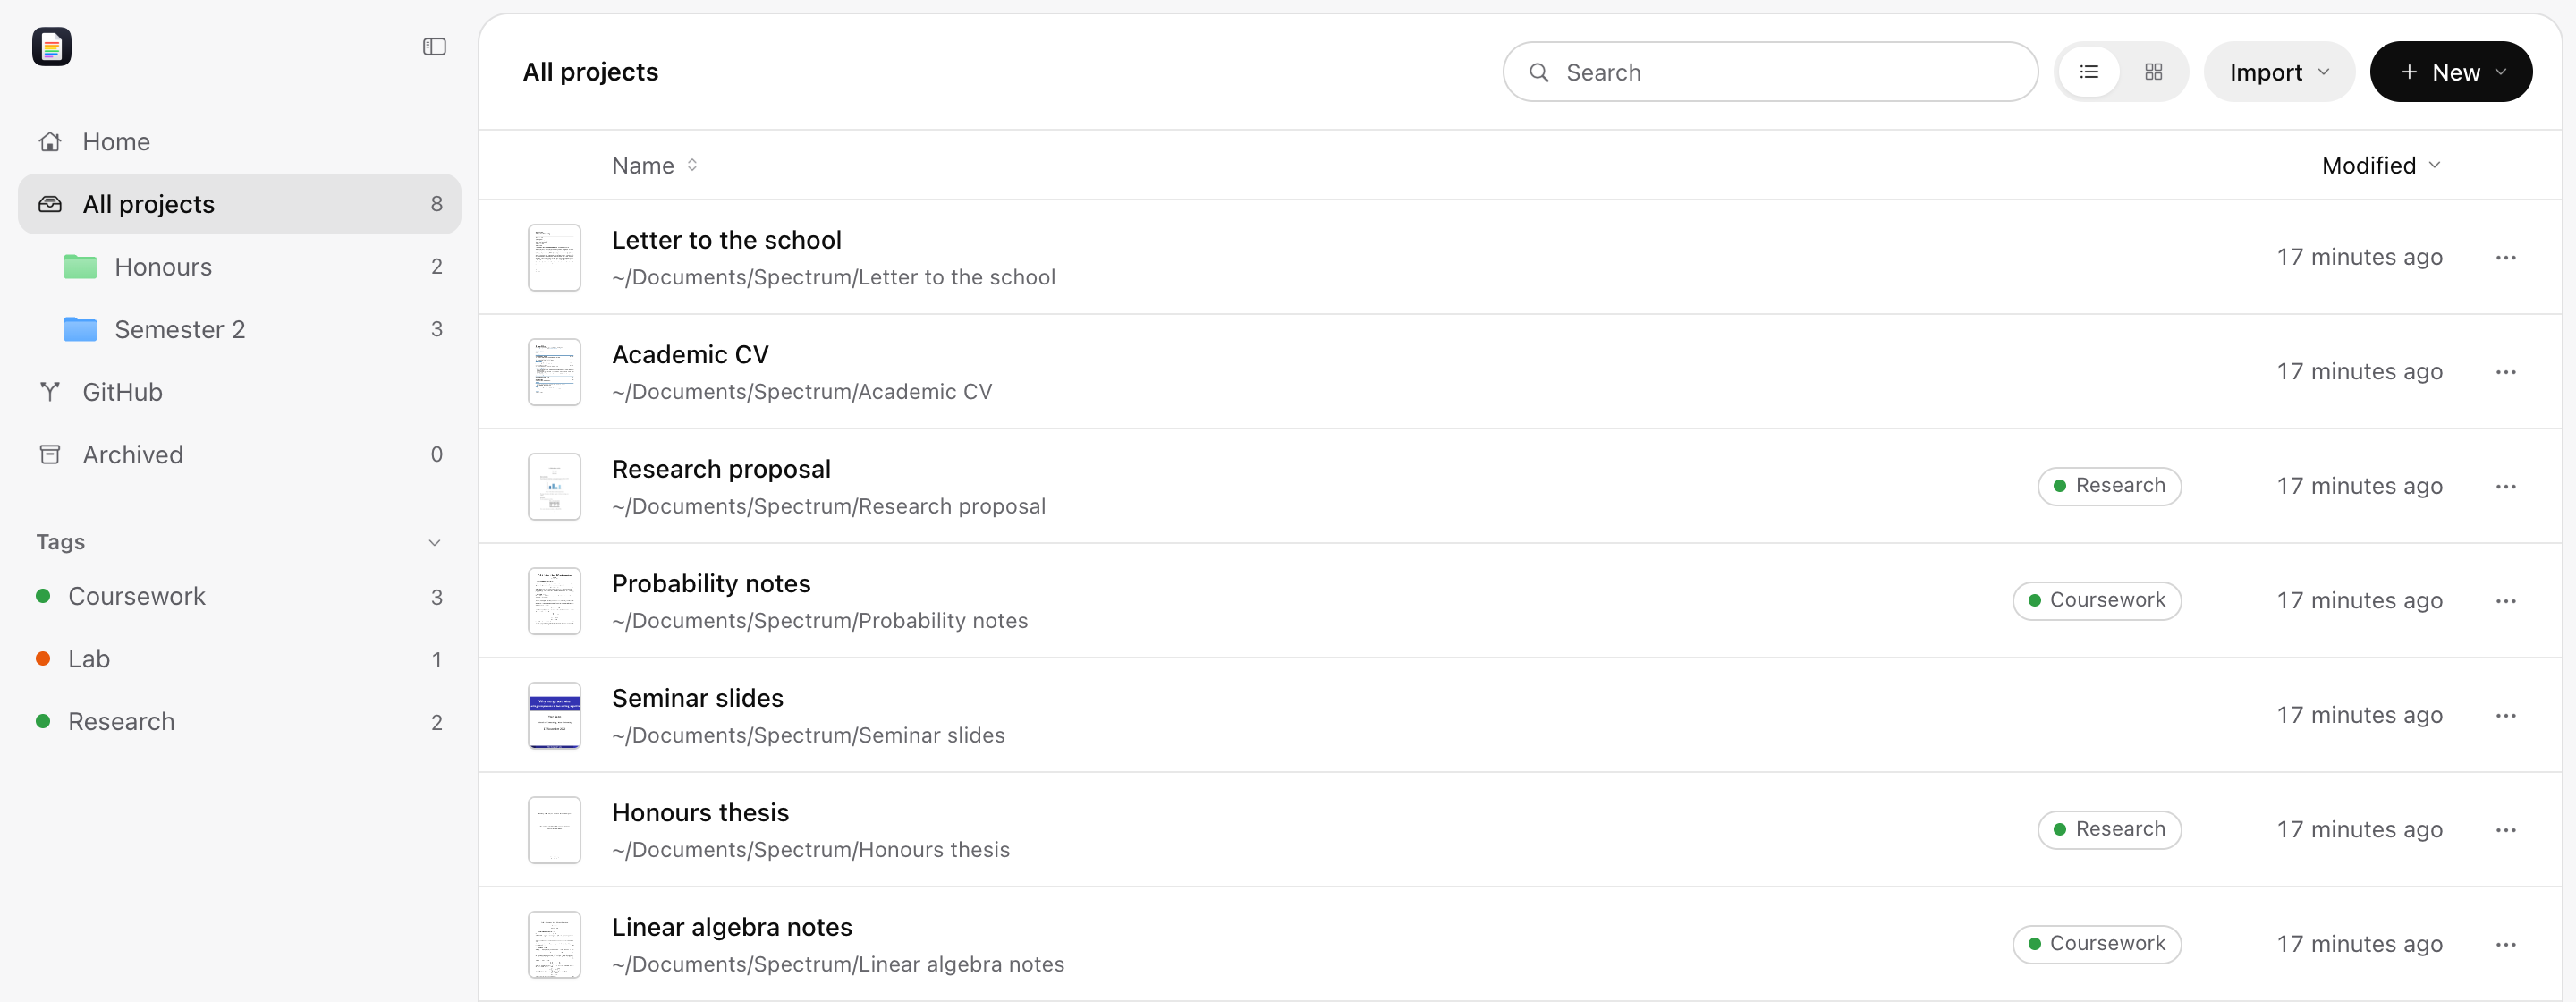 Home
All projects 8
Honours 2
Semester 2 3
GitHub
Archived 0
Tags
Coursework 3
Lab 1
Research 2
All projects
Search
Import
New
Name
Modified
Letter to the school
~/Documents/Spectrum/Letter to the school
17 minutes ago
Academic CV
~/Documents/Spectrum/Academic CV
17 minutes ago
Research proposal
~/Documents/Spectrum/Research proposal
Research
17 minutes ago
Probability notes
~/Documents/Spectrum/Probability notes
Coursework
17 minutes ago
Seminar slides
~/Documents/Spectrum/Seminar slides
17 minutes ago
Honours thesis
~/Documents/Spectrum/Honours thesis
Research
17 minutes ago
Linear algebra notes
~/Documents/Spectrum/Linear algebra notes
Coursework
17 minutes ago